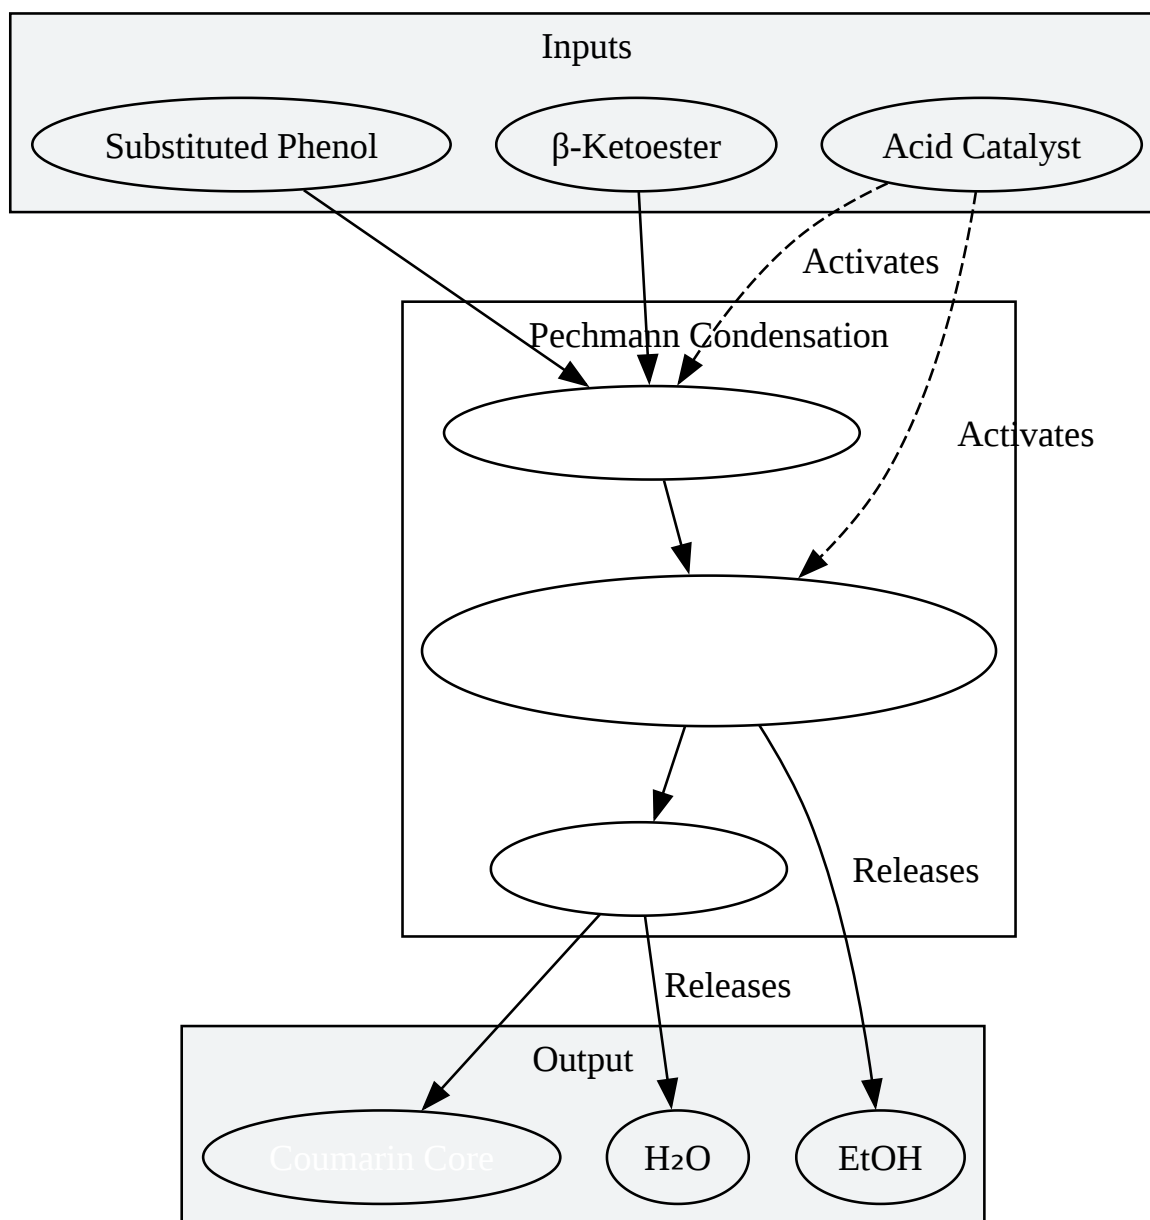 Inputs
Substituted Phenol
β-Ketoester
Acid Catalyst
Activates
Pechmann Condensation
Activates
Releases
Releases
Output
Coumarin Core
H₂O
EtOH